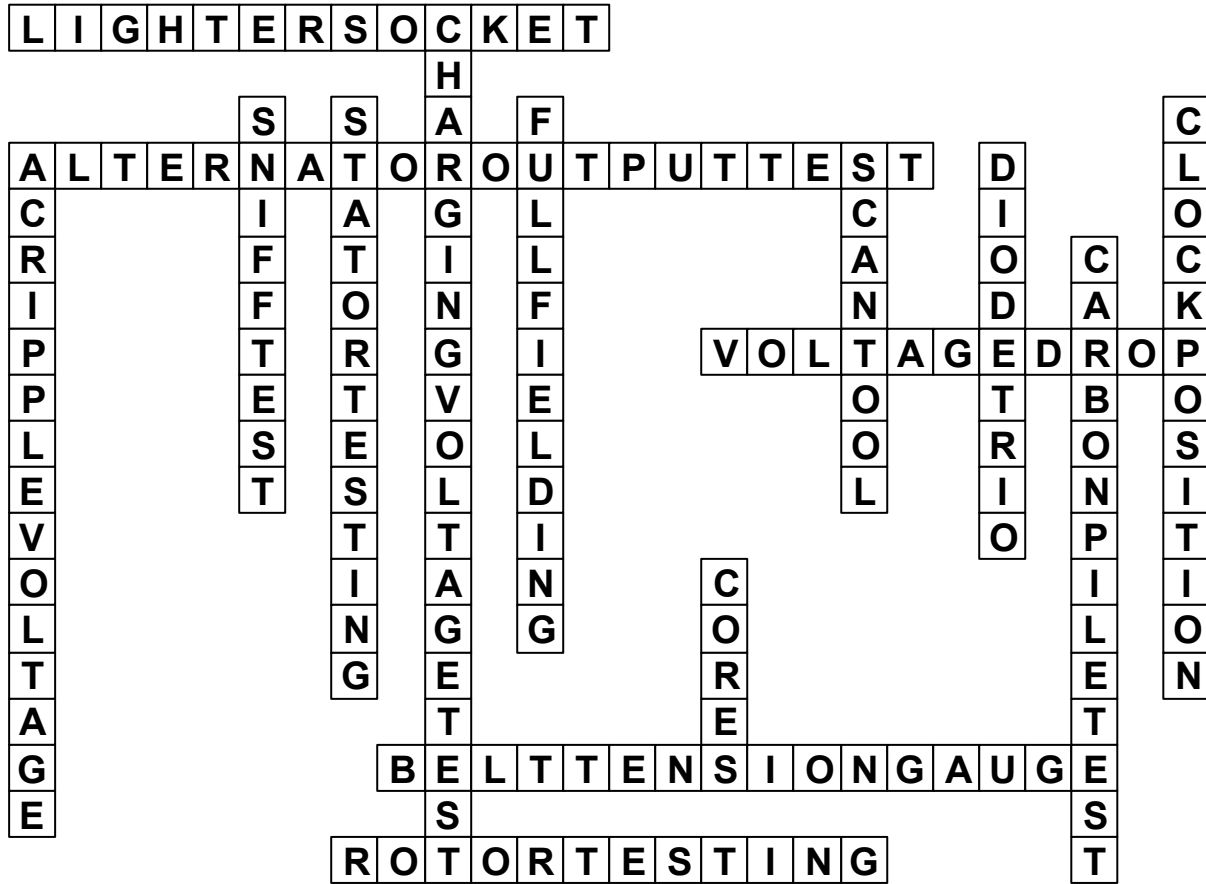 LIGHTERSOCKET
CHARGINGVOLTAGETEST
SNIFFTEST
STATORTESTING
FULLFIELDING
CLOCKPOSITION
ALTERNATOROUTPUTTEST
ACRIPPLEVOLTAGE
SCANTOOL
DIODETRIO
CARBONPILETEST
VOLTAGEDROP
CORES
BELTTENSIONGAUGE
ROTORTESTING